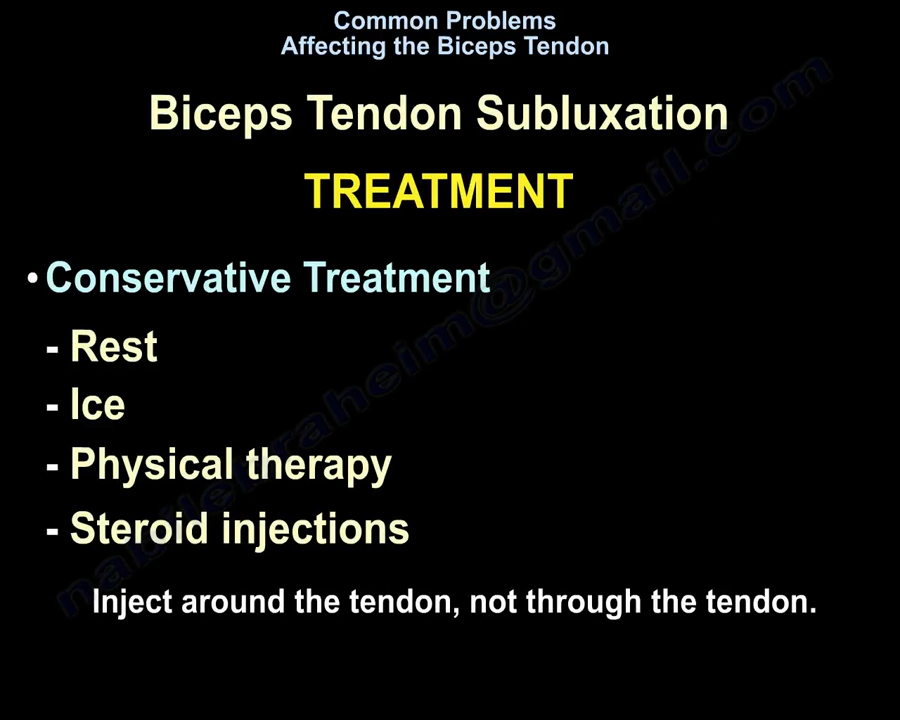 Common Problems
Affecting the Biceps Tendon
Biceps Tendon Subluxation
TREATMENT
• Conservative Treatment
- Rest
- Ice
- Physical therapy
- Steroid injections
Inject around the tendon, not through the tendon.